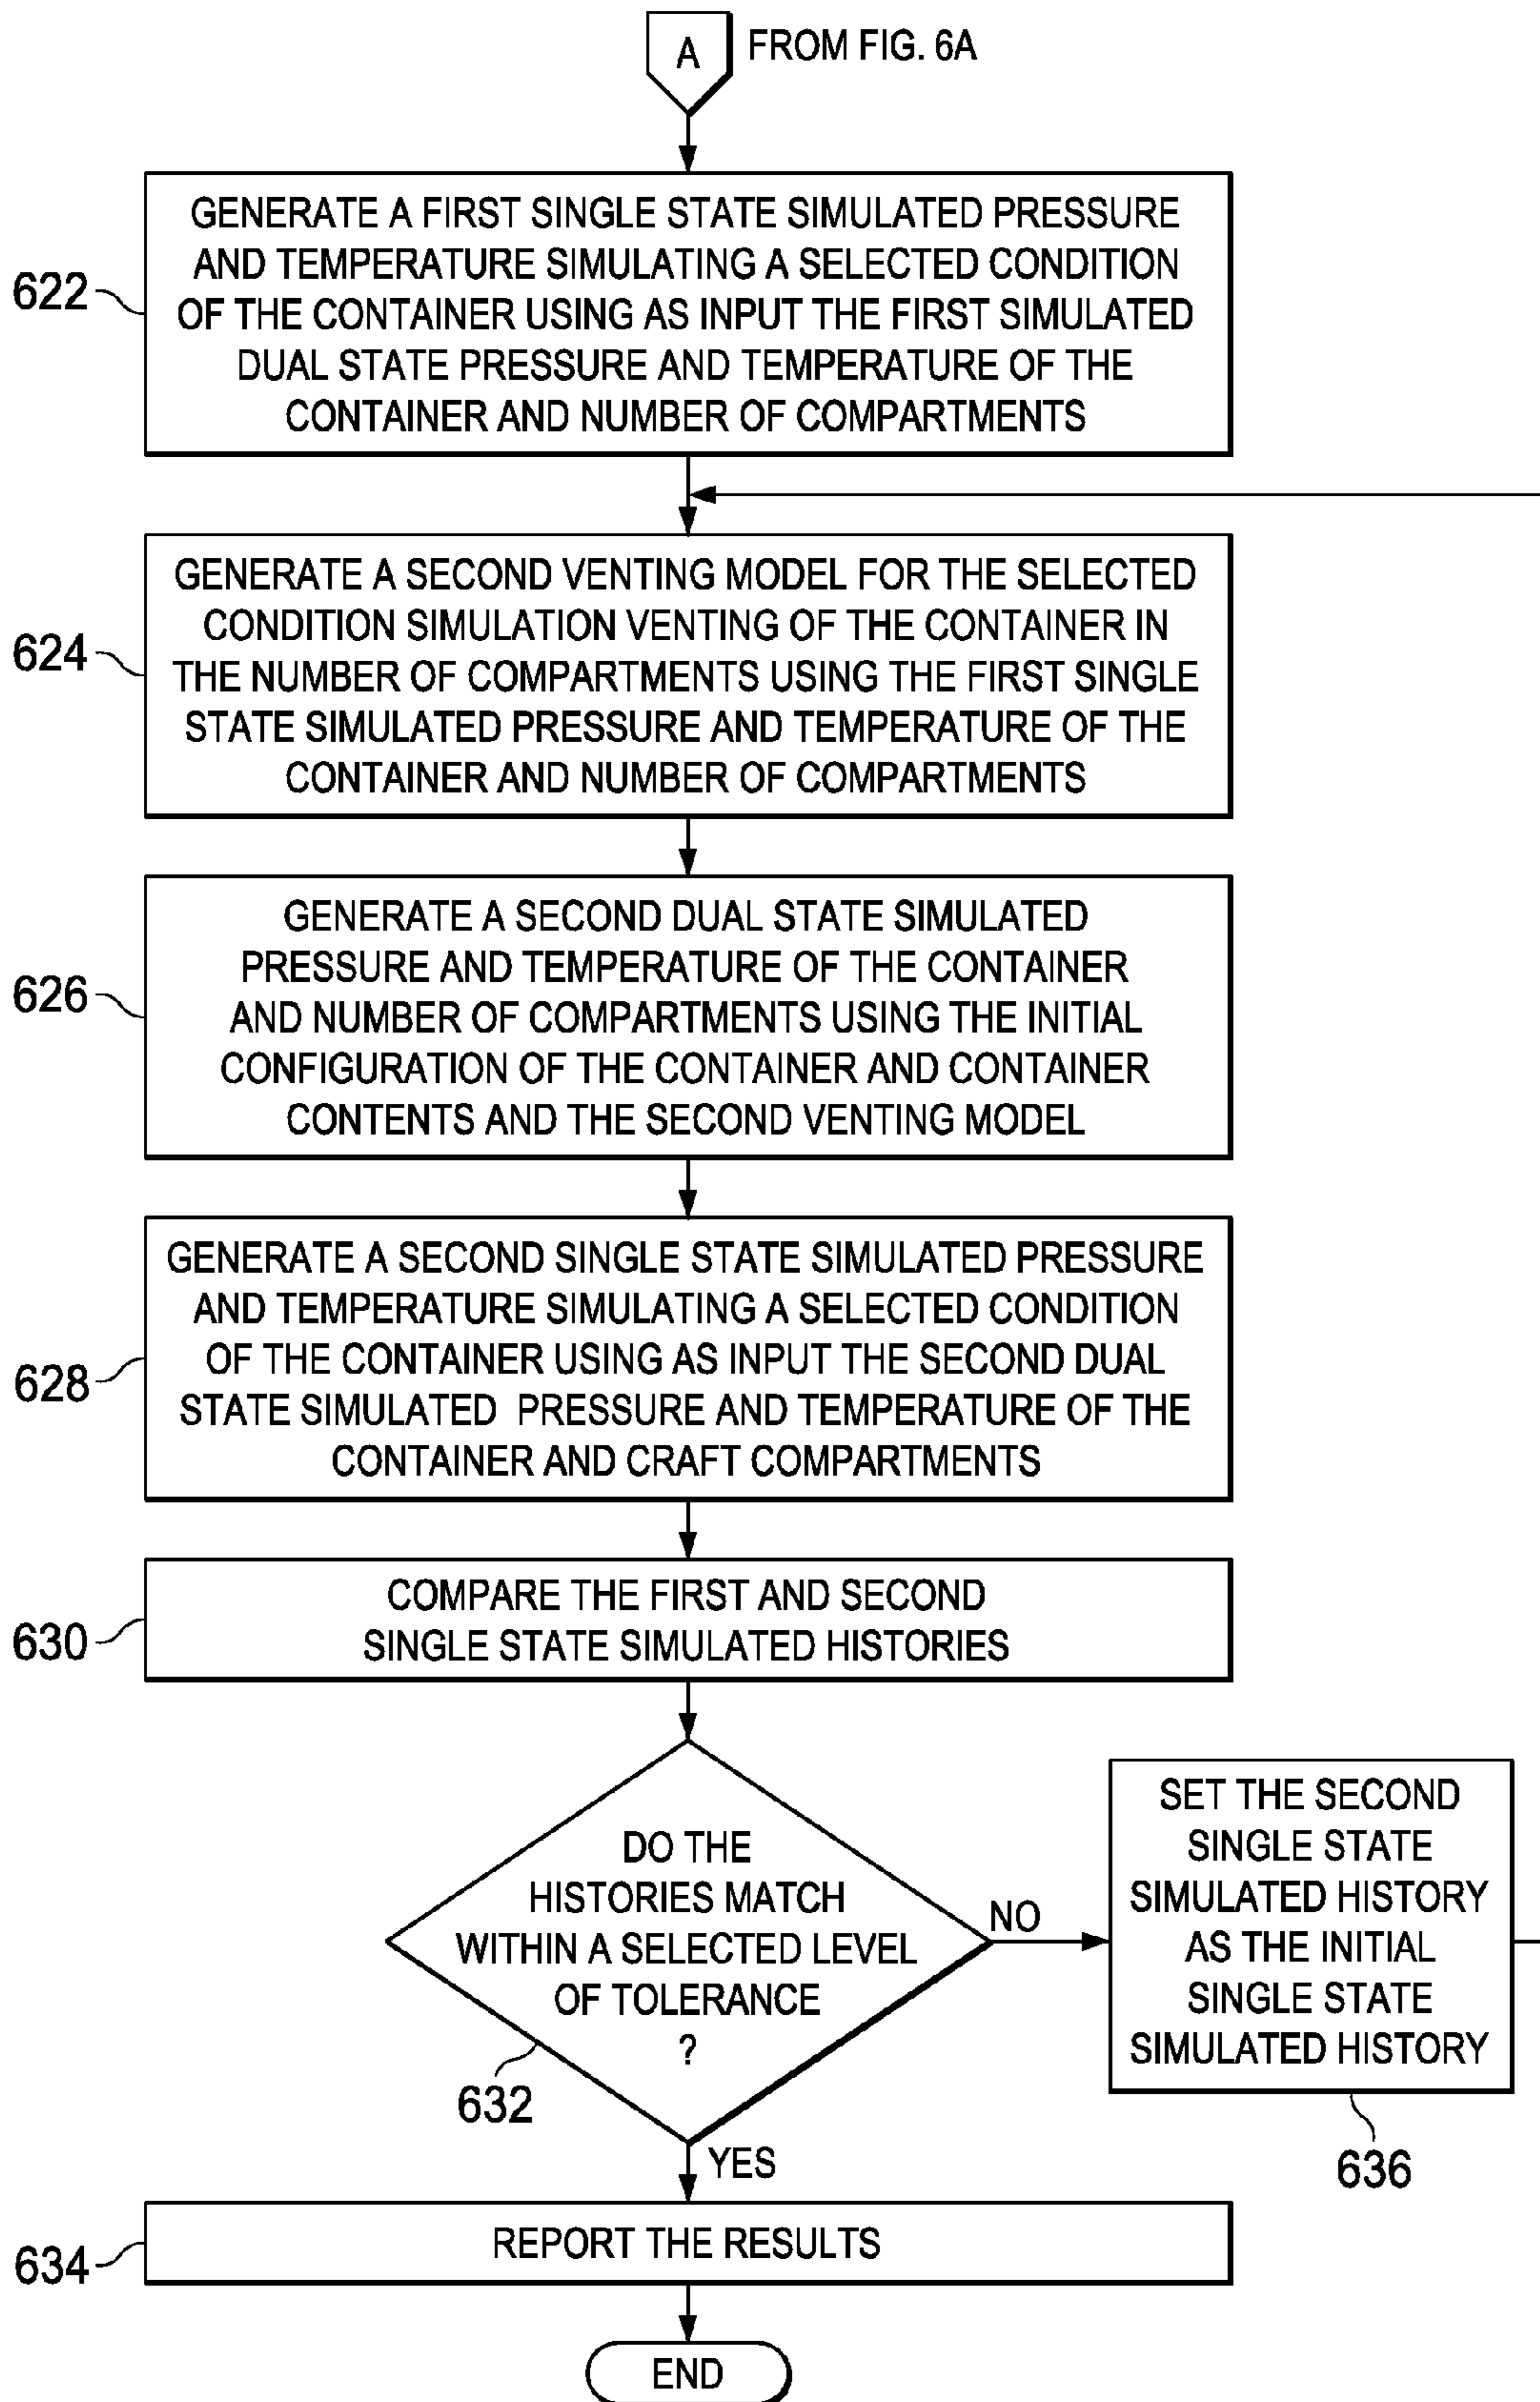 A
FROM FIG. 6A
622
GENERATE A FIRST SINGLE STATE SIMULATED PRESSURE
AND TEMPERATURE SIMULATING A SELECTED CONDITION
OF THE CONTAINER USING AS INPUT THE FIRST SIMULATED
DUAL STATE PRESSURE AND TEMPERATURE OF THE
CONTAINER AND NUMBER OF COMPARTMENTS
624
GENERATE A SECOND VENTING MODEL FOR THE SELECTED
CONDITION SIMULATION VENTING OF THE CONTAINER IN
THE NUMBER OF COMPARTMENTS USING THE FIRST SINGLE
STATE SIMULATED PRESSURE AND TEMPERATURE OF THE
CONTAINER AND NUMBER OF COMPARTMENTS
626
GENERATE A SECOND DUAL STATE SIMULATED
PRESSURE AND TEMPERATURE OF THE CONTAINER
AND NUMBER OF COMPARTMENTS USING THE INITIAL
CONFIGURATION OF THE CONTAINER AND CONTAINER
CONTENTS AND THE SECOND VENTING MODEL
628
GENERATE A SECOND SINGLE STATE SIMULATED PRESSURE
AND TEMPERATURE SIMULATING A SELECTED CONDITION
OF THE CONTAINER USING AS INPUT THE SECOND DUAL
STATE SIMULATED PRESSURE AND TEMPERATURE OF THE
CONTAINER AND CRAFT COMPARTMENTS
630
COMPARE THE FIRST AND SECOND
SINGLE STATE SIMULATED HISTORIES
DO THE
HISTORIES MATCH
WITHIN A SELECTED LEVEL
OF TOLERANCE
?
632
NO
SET THE SECOND
SINGLE STATE
SIMULATED HISTORY
AS THE INITIAL
SINGLE STATE
SIMULATED HISTORY
636
YES
634
REPORT THE RESULTS
END